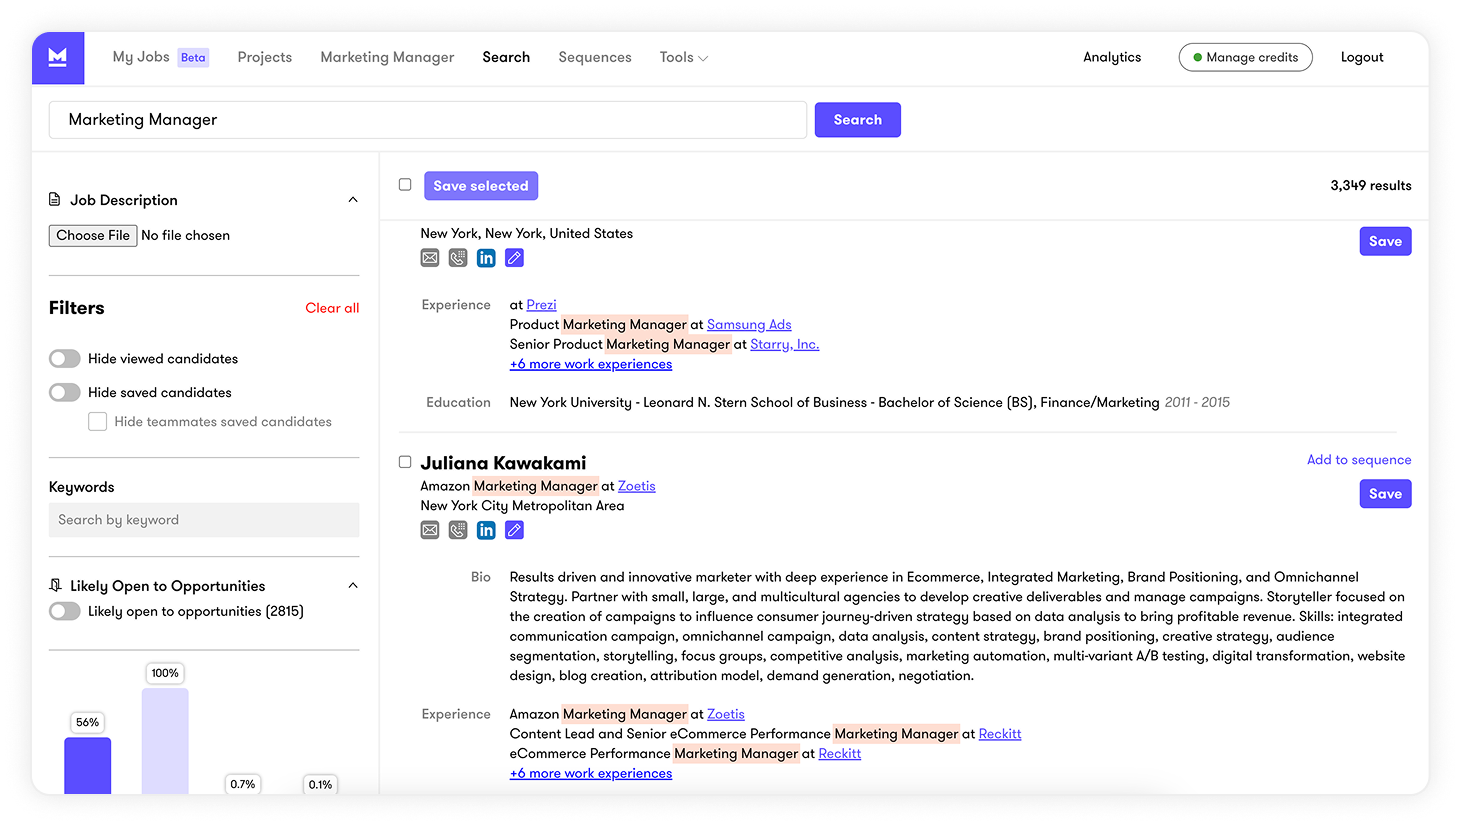 My Jobs Beta Projects Marketing Manager Search Sequences Tools Analytics Manage credits Logout
Marketing Manager Search
Job Description
Choose File No file chosen
Filters Clear all
Hide viewed candidates
Hide saved candidates
Hide teammates saved candidates
Keywords
Search by keyword
Likely Open to Opportunities
Likely open to opportunities (2815)
100%
56%
0.7% 0.1%
Save selected 3,349 results
New York, New York, United States
Save
Experience at Prezi
Product Marketing Manager at Samsung Ads
Senior Product Marketing Manager at Starry, Inc.
+6 more work experiences
Education New York University - Leonard N. Stern School of Business - Bachelor of Science (BS), Finance/Marketing 2011 - 2015
Juliana Kawakami Add to sequence
Amazon Marketing Manager at Zoetis
Save
New York City Metropolitan Area
in
Bio Results driven and innovative marketer with deep experience in Ecommerce, Integrated Marketing, Brand Positioning, and Omnichannel
Strategy. Partner with small, large, and multicultural agencies to develop creative deliverables and manage campaigns. Storyteller focused on
the creation of campaigns to influence consumer journey-driven strategy based on data analysis to bring profitable revenue. Skills: integrated
communication campaign, omnichannel campaign, data analysis, content strategy, brand positioning, creative strategy, audience
segmentation, storytelling, focus groups, competitive analysis, marketing automation, multi-variant A/B testing, digital transformation, website
design, blog creation, attribution model, demand generation, negotiation.
Experience Amazon Marketing Manager at Zoetis
Content Lead and Senior eCommerce Performance Marketing Manager at Reckitt
eCommerce Performance Marketing Manager at Reckitt
+6 more work experiences